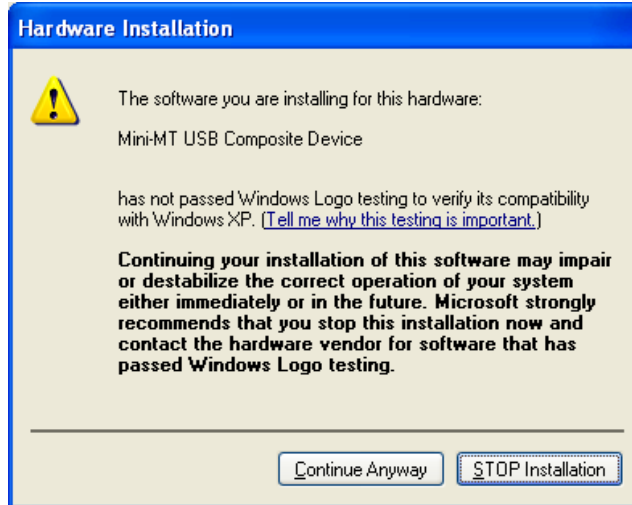 Hardware Installation
The software you are installing for this hardware:
Mini-MT USB Composite Device
has not passed Windows Logo testing to verify its compatibility
with Windows XP. (Tell me why this testing is important.)
Continuing your installation of this software may impair
or destabilize the correct operation of your system
either immediately or in the future. Microsoft strongly
recommends that you stop this installation now and
contact the hardware vendor for software that has
passed Windows Logo testing.
Continue Anyway
STOP Installation